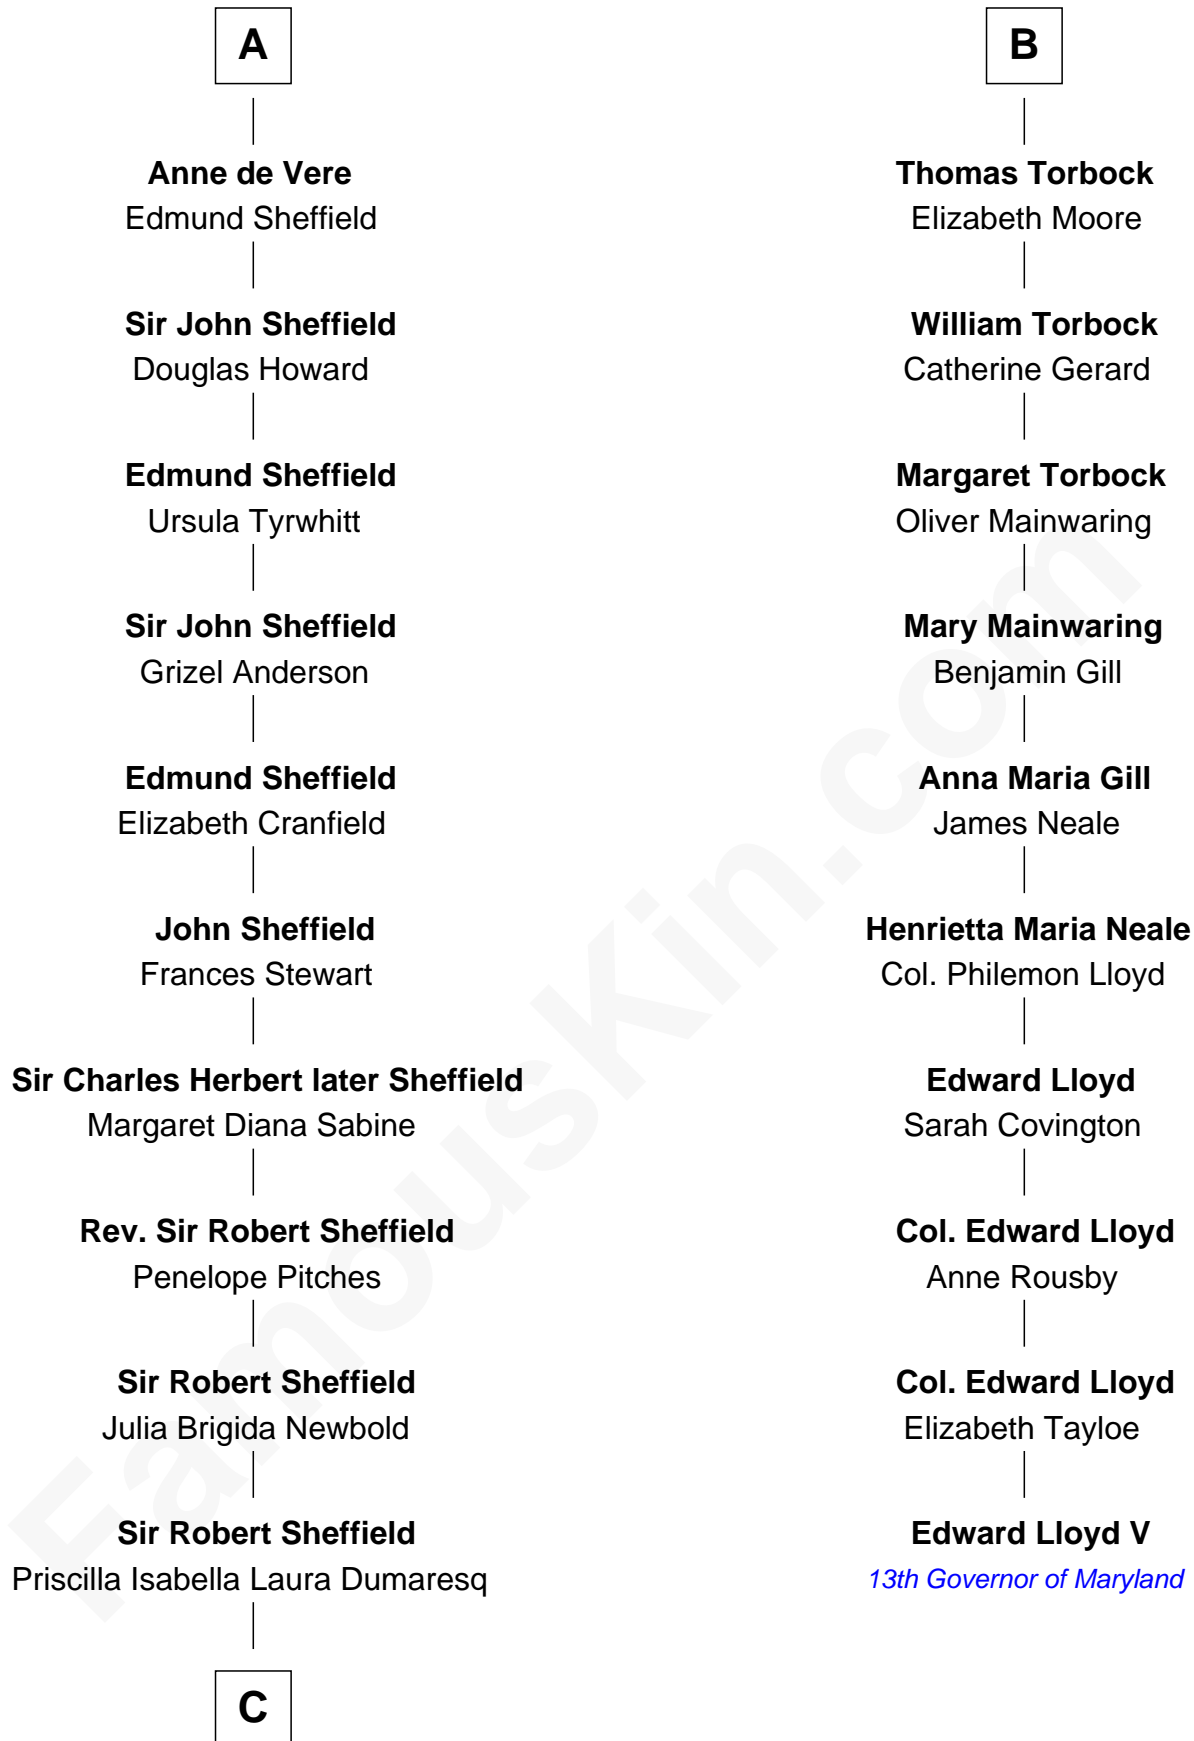 A
Anne de Vere
Edmund Sheffield
Sir John Sheffield
Douglas Howard
Edmund Sheffield
Ursula Tyrwhitt
Sir John Sheffield
Grizel Anderson
Edmund Sheffield
Elizabeth Cranfield
John Sheffield
Frances Stewart
Sir Charles Herbert later Sheffield
Margaret Diana Sabine
Rev. Sir Robert Sheffield
Penelope Pitches
Sir Robert Sheffield
Julia Brigida Newbold
Sir Robert Sheffield
Priscilla Isabella Laura Dumaresq
C
B
Thomas Torbock
Elizabeth Moore
William Torbock
Catherine Gerard
Margaret Torbock
Oliver Mainwaring
Mary Mainwaring
Benjamin Gill
Anna Maria Gill
James Neale
Henrietta Maria Neale
Col. Philemon Lloyd
Edward Lloyd
Sarah Covington
Col. Edward Lloyd
Anne Rousby
Col. Edward Lloyd
Elizabeth Tayloe
Edward Lloyd V
13th Governor of Maryland
FamousKin.com